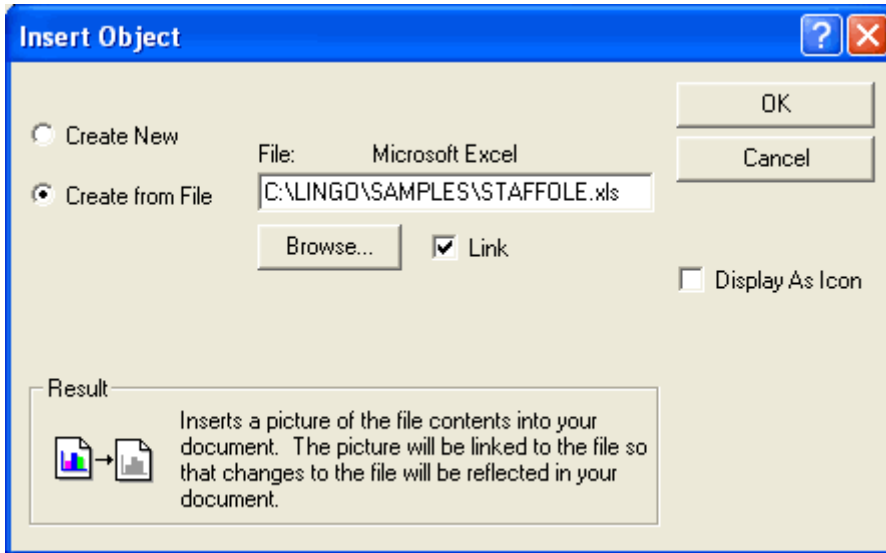 Insert Object
OK
Create New
File: Microsoft Excel
Cancel
Create from File
C:\LINGO\SAMPLES\STAFFOLE.xls
Browse...
Link
Display As Icon
Result
Inserts a picture of the file contents into your
document. The picture will be linked to the file so
that changes to the file will be reflected in your
document.